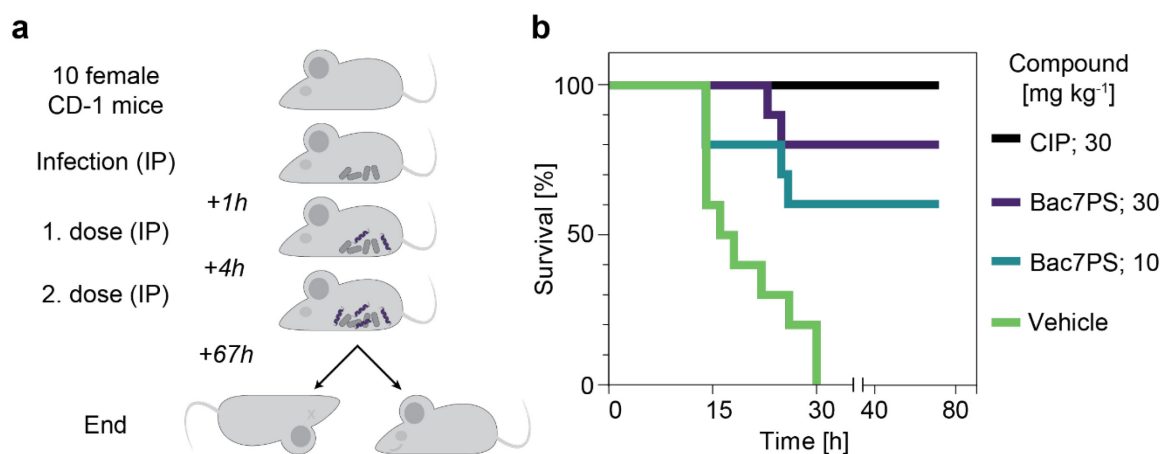 a
10 female
CD-1 mice
Infection (IP)
+1h
1. dose (IP)
+4h
2. dose (IP)
+67h
End
b
100
50
0
Survival [%]
0 15 30 40 80
Time [h]
Compound
[mg kg⁻¹]
CIP; 30
Bac7PS; 30
Bac7PS; 10
Vehicle